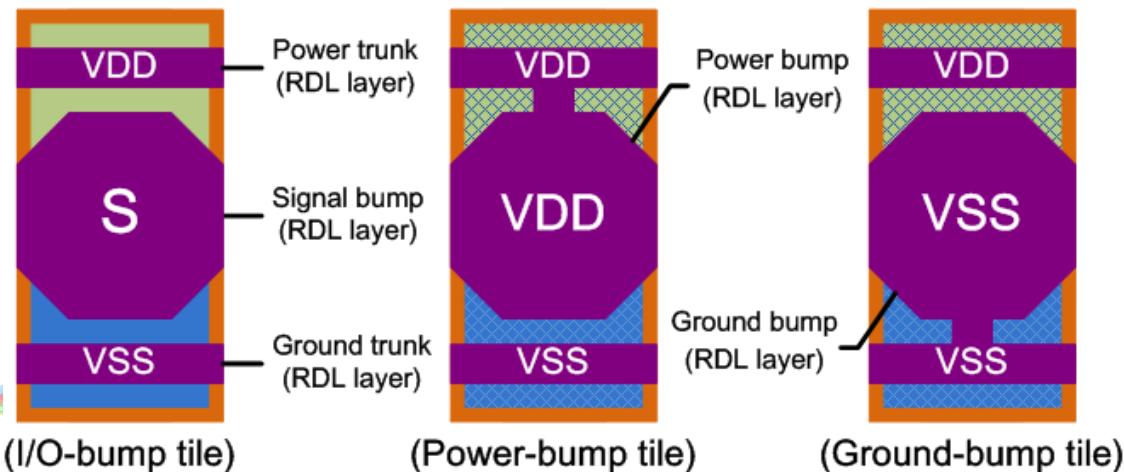 VDD
S
VSS
(I/O-bump tile)
Power trunk
(RDL layer)
Signal bump
(RDL layer)
Ground trunk
(RDL layer)
VDD
VDD
VSS
(Power-bump tile)
Power bump
(RDL layer)
Ground bump
(RDL layer)
VDD
VSS
VSS
(Ground-bump tile)